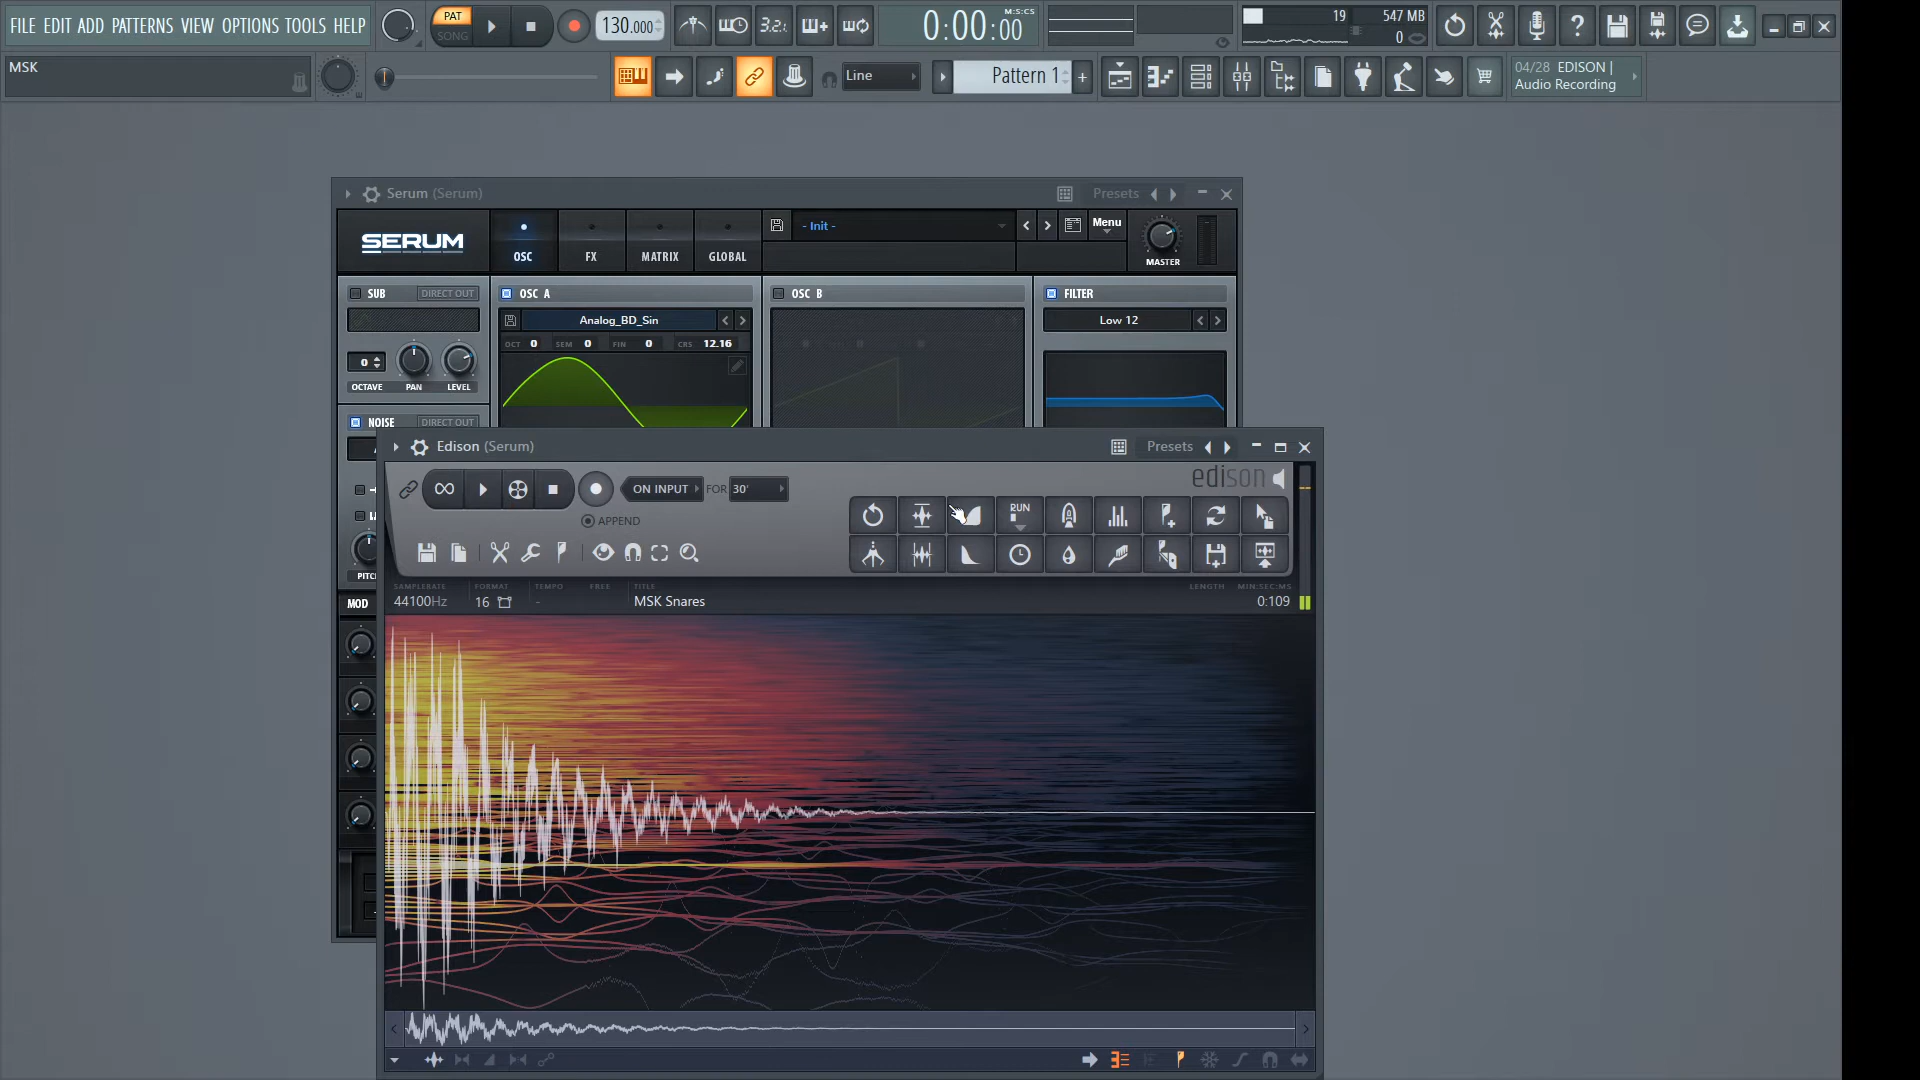 FILE EDIT ADD PATTERNS VIEW OPTIONS TOOLS HELP
PAT
SONG
130.000
3.2.
0:00:00
M:S:CS
19
547 MB
0
MSK
Line
Pattern 1
04/28 EDISON |
Audio Recording
Serum (Serum)
Presets
SERUM
OSC
FX
MATRIX
GLOBAL
- Init -
Menu
MASTER
SUB
DIRECT OUT
OSC A
OSC B
FILTER
Analog_BD_Sin
Low 12
OCT 0 SEM 0 FIN 0 CRS 12.16
0
OCTAVE
PAN
LEVEL
NOISE
DIRECT OUT
PITC
MOD
Edison (Serum)
Presets
edison
ON INPUT
FOR
30'
APPEND
RUN
SAMPLERATE
FORMAT
TEMPO
FREE
TITLE
LENGTH
MIN:SEC:MS
44100Hz
16
-
MSK Snares
0:109